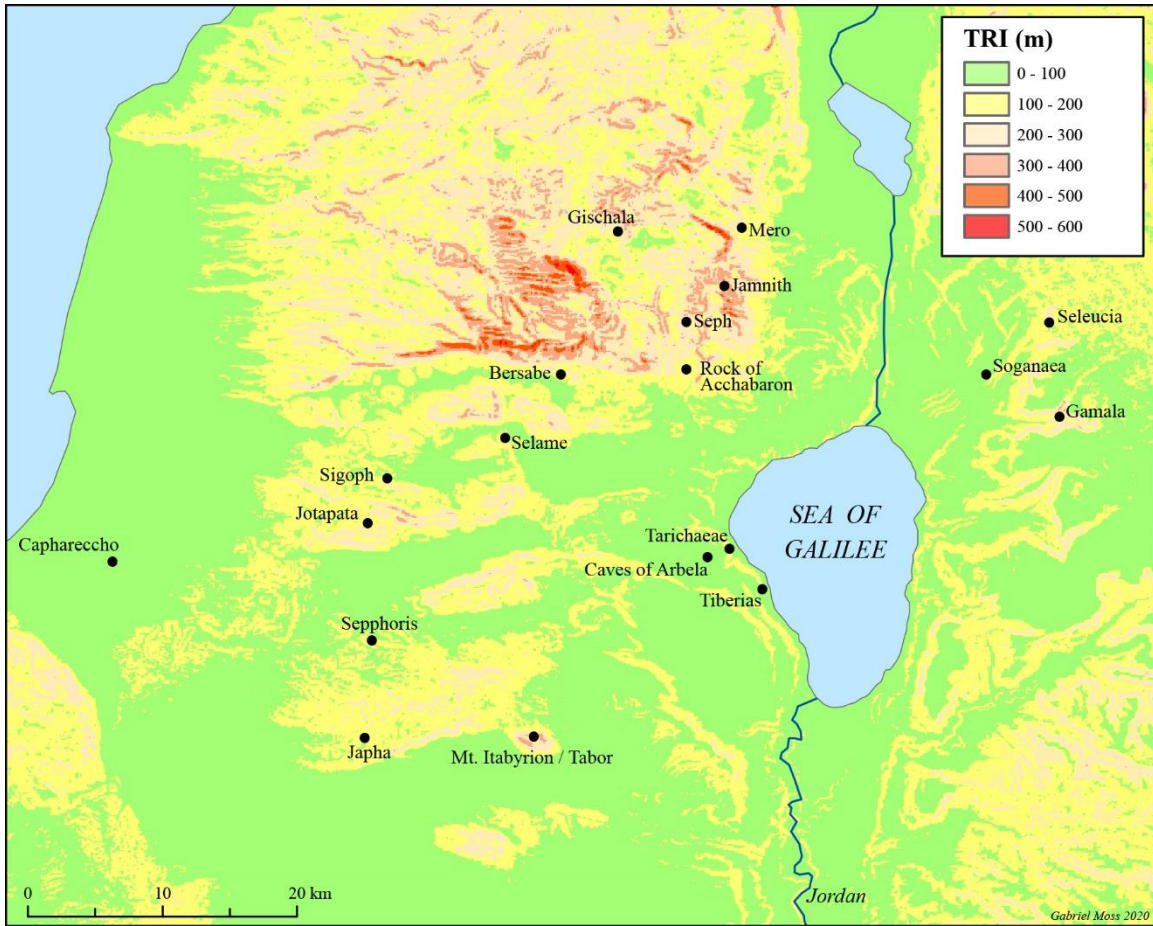 TRI (m)
0 - 100
100 - 200
200 - 300
300 - 400
400 - 500
500 - 600
Gischala
Mero
Jamnith
Seph
Seleucia
Bersabe
Rock of
Acchabaron
Soganaea
Gamala
Selame
Sigoph
Jotapata
SEA OF
GALILEE
Caphareccho
Tarichaeae
Caves of Arbela
Tiberias
Sepphoris
Japha
Mt. Itabyrion / Tabor
0 10 20 km
Jordan
Gabriel Moss 2020